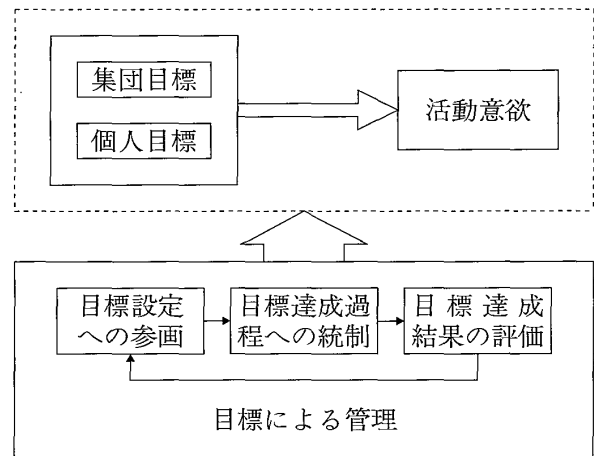 集団目標
個人目標
活動意欲
目標設定
への参画
目標達成過
程への統制
目標達成
結果の評価
目標による管理